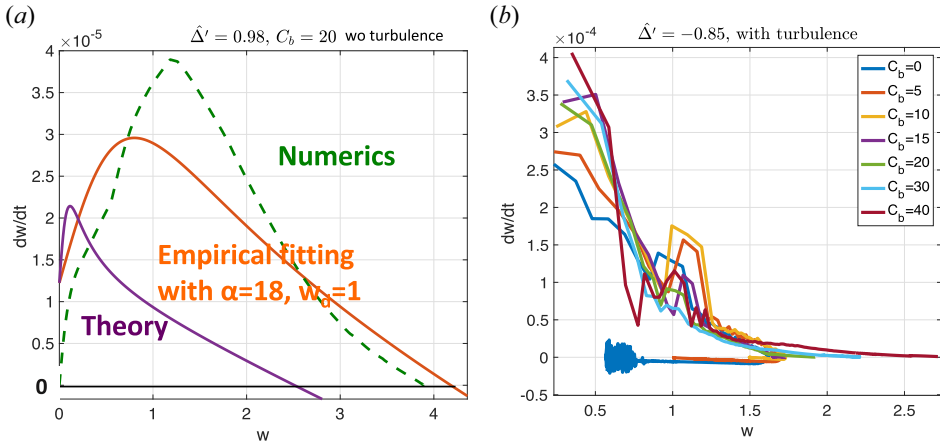 (a)
Δ̂′ = 0.98, C_b = 20 wo turbulence
×10⁻⁵
4
3.5
3
2.5
2
1.5
1
0.5
0
dw/dt
Numerics
Empirical fitting
with α=18, w_d=1
Theory
0 1 2 3 4
w
(b)
Δ̂′ = −0.85, with turbulence
×10⁻⁴
4
3.5
3
2.5
2
1.5
1
0.5
0
-0.5
dw/dt
C_b=0
C_b=5
C_b=10
C_b=15
C_b=20
C_b=30
C_b=40
0.5 1 1.5 2 2.5
w